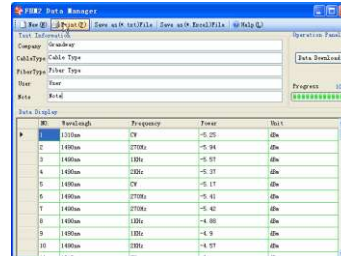 FHM2 Data Manager
New(N) Print(P) Save as(*.txt)File Save as(*.Excel)File Help(L)
Test Information
Operation Panel
Company Grandway
CableType Cable Type
Data Download
FiberType Fiber Type
User User
Progress
Note Note
Data Display
NO. Wavelength Frequency Power Unit
1 1310nm CW -5.25 dBm
2 1490nm 270Hz -5.94 dBm
3 1490nm 1KHz -5.57 dBm
4 1490nm 2KHz -5.37 dBm
5 1490nm CW -5.17 dBm
6 1490nm 270Hz -5.41 dBm
7 1490nm 270Hz -5.42 dBm
8 1490nm 1KHz -4.88 dBm
9 1490nm 1KHz -4.9 dBm
10 1490nm 2KHz -4.57 dBm